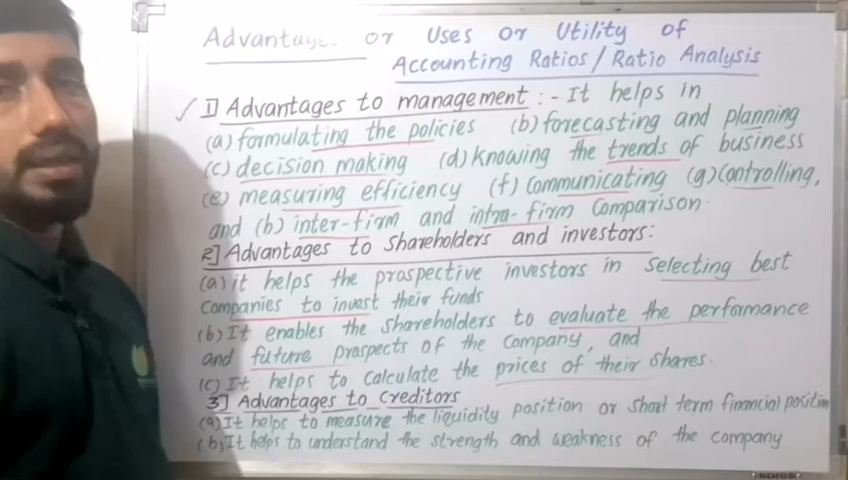 Advantage or Uses or Utility of
Accounting Ratios/Ratio Analysis
1] Advantages to management :- It helps in
(a) formulating the policies (b) forecasting and planning
(c) decision making (d) Knowing the trends of business
(e) measuring efficiency (f) Communicating (g) Controlling,
and (h) inter-firm and intra-firm Comparison.
2] Advantages to shareholders and investors:
(a) it helps the prospective investors in selecting best
Companies to invest their funds
(b) It enables the shareholders to evaluate the performance
and future prospects of the Company, and
(c) It helps to Calculate the prices of their shares.
3] Advantages to Creditors
(a) It helps to measure the liquidity position or short term financial position
(b) It helps to understand the strength and weakness of the company